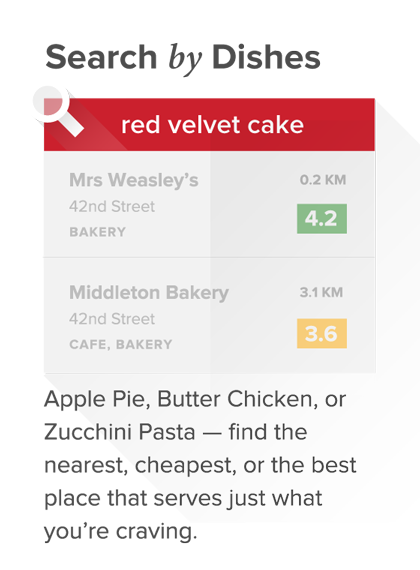 Search by Dishes
red velvet cake
Mrs Weasley’s
0.2 KM
42nd Street
4.2
BAKERY
Middleton Bakery
3.1 KM
42nd Street
3.6
CAFE, BAKERY
Apple Pie, Butter Chicken, or
Zucchini Pasta — find the
nearest, cheapest, or the best
place that serves just what
you’re craving.